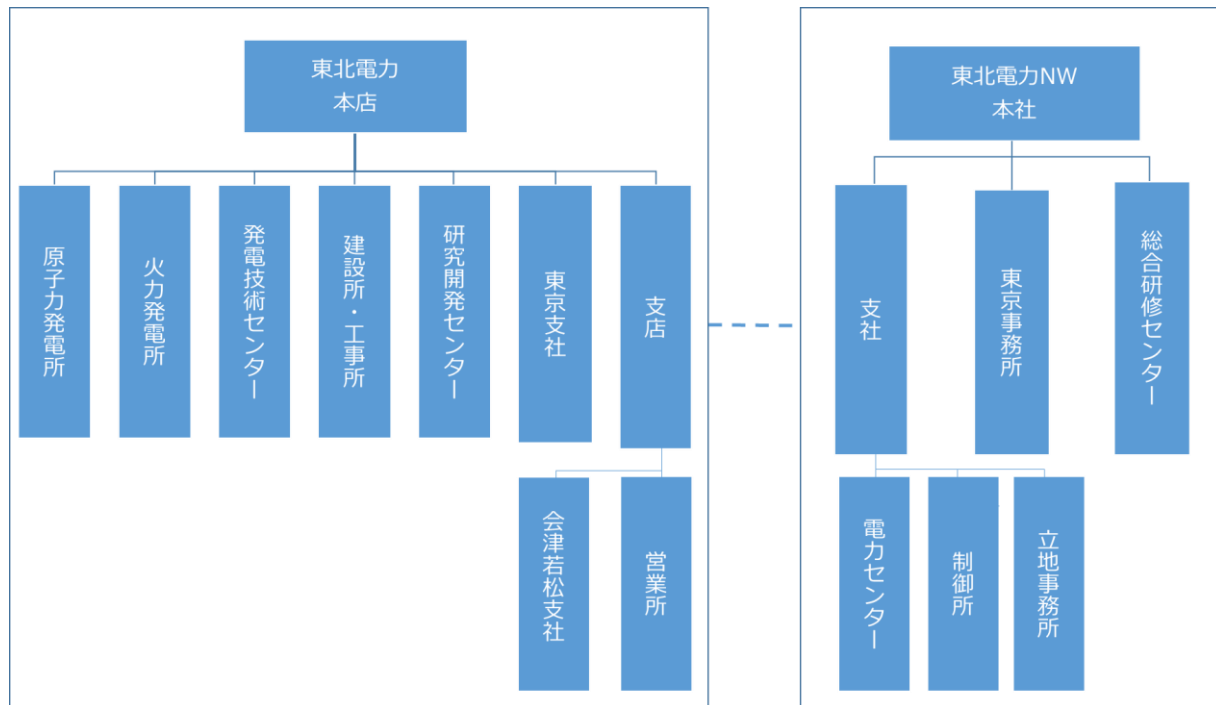 東北電力
本店
原子力発電所
火力発電所
発電技術センター
建設所・工事所
研究開発センター
東京支社
支店
会津若松支社
営業所
東北電力NW
本社
支社
東京事務所
総合研修センター
電力センター
制御所
立地事務所